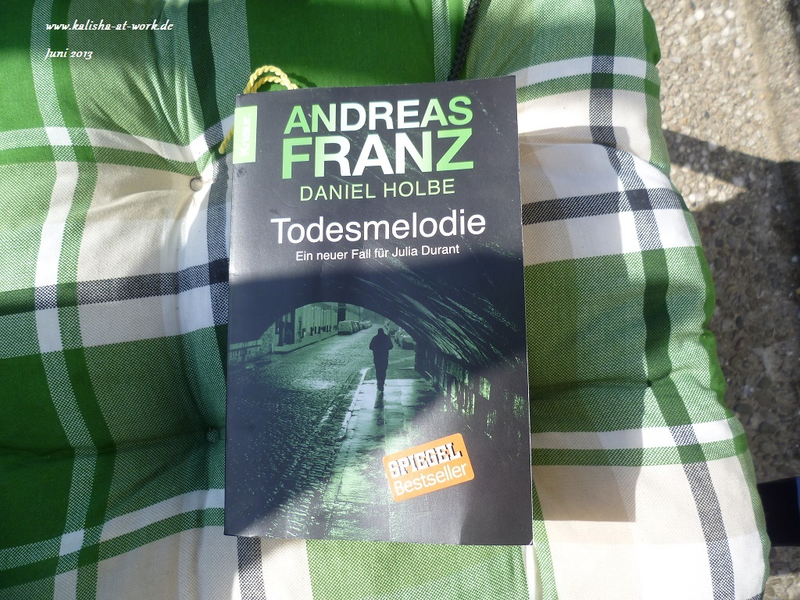 www.kalisha-at-work.de
Juni 2013
ANDREAS
FRANZ
DANIEL HOLBE
Todesmelodie
Ein neuer Fall für Julia Durant
SPIEGEL
Bestseller